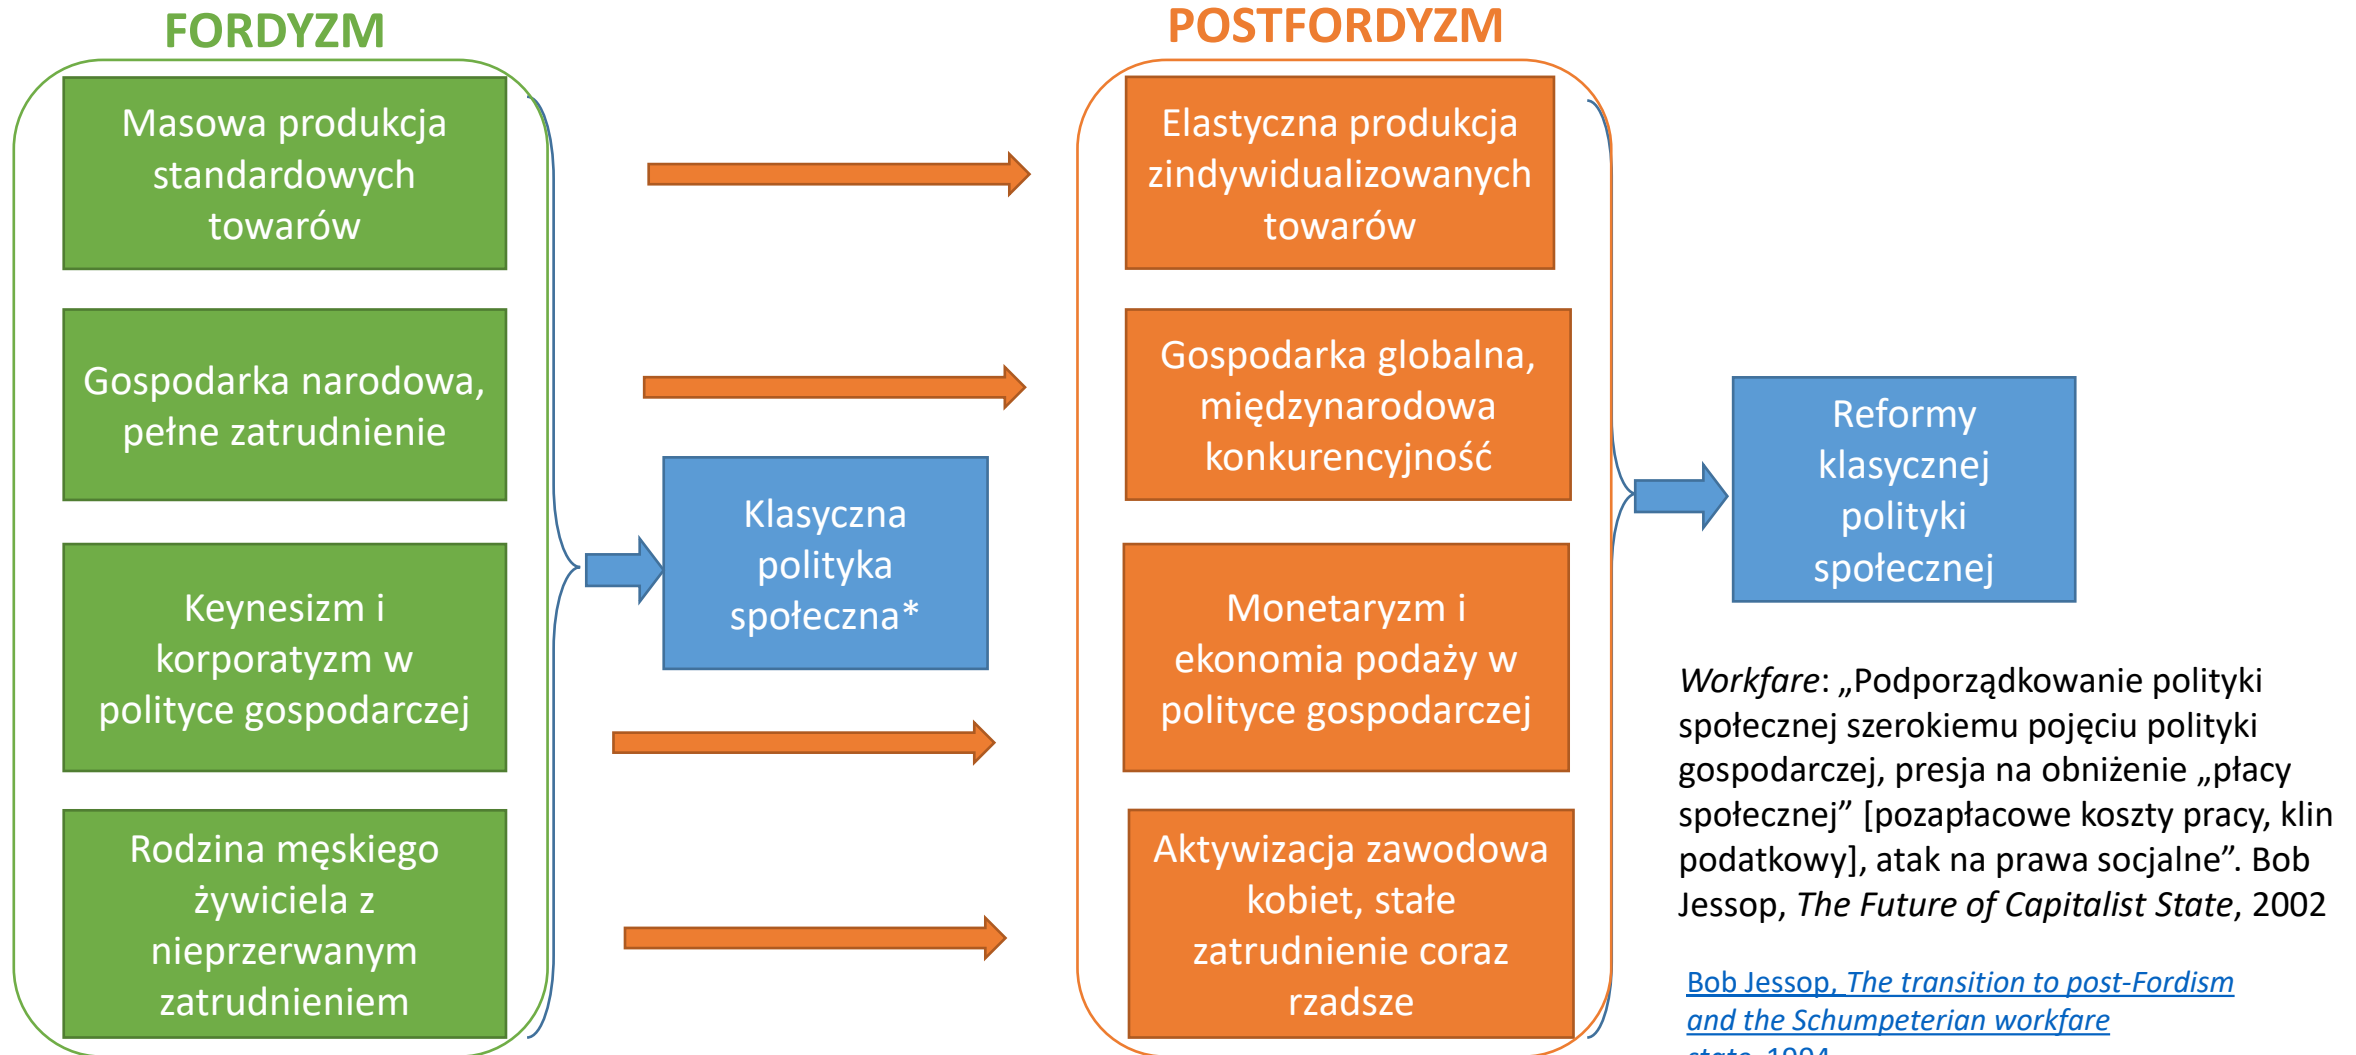 FORDYZM
Masowa produkcja
standardowych
towarów
Gospodarka narodowa,
pełne zatrudnienie
Keynesizm i
korporatyzm w
polityce gospodarczej
Rodzina męskiego
żywiciela z
nieprzerwanym
zatrudnieniem
Klasyczna
polityka
społeczna*
POSTFORDYZM
Elastyczna produkcja
zindywidualizowanych
towarów
Gospodarka globalna,
międzynarodowa
konkurencyjność
Monetaryzm i
ekonomia podaży w
polityce gospodarczej
Aktywizacja zawodowa
kobiet, stałe
zatrudnienie coraz
rzadsze
Reformy
klasycznej
polityki
społecznej
Workfare: „Podporządkowanie polityki
społecznej szerokiemu pojęciu polityki
gospodarczej, presja na obniżenie „płacy
społecznej” [pozapłacowe koszty pracy, klin
podatkowy], atak na prawa socjalne”. Bob
Jessop, The Future of Capitalist State, 2002
Bob Jessop, The transition to post-Fordism
and the Schumpeterian workfare
state, 1994